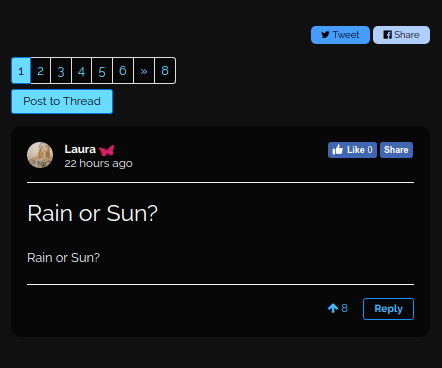 Tweet Share
1 2 3 4 5 6 » 8
Post to Thread
Laura
22 hours ago
Like 0 Share
Rain or Sun?
Rain or Sun?
8 Reply